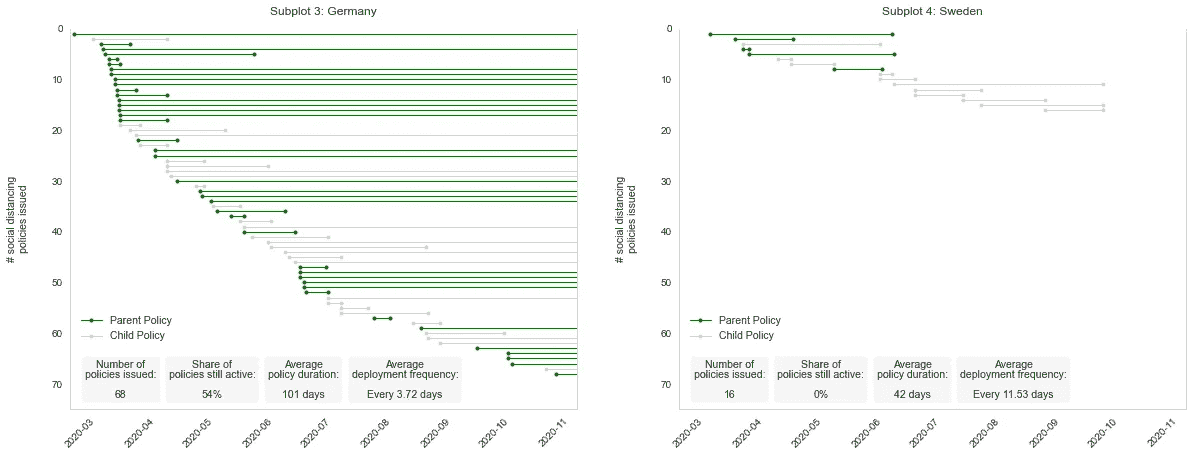 Subplot 3: Germany
0
10
20
30
40
50
60
70
# social distancing
policies issued
Parent Policy
Child Policy
Number of
policies issued:
68
Share of
policies still active:
54%
Average
policy duration:
101 days
Average
deployment frequency:
Every 3.72 days
2020-03
2020-04
2020-05
2020-06
2020-07
2020-08
2020-09
2020-10
2020-11
Subplot 4: Sweden
0
10
20
30
40
50
60
70
# social distancing
policies issued
Parent Policy
Child Policy
Number of
policies issued:
16
Share of
policies still active:
0%
Average
policy duration:
42 days
Average
deployment frequency:
Every 11.53 days
2020-03
2020-04
2020-05
2020-06
2020-07
2020-08
2020-09
2020-10
2020-11